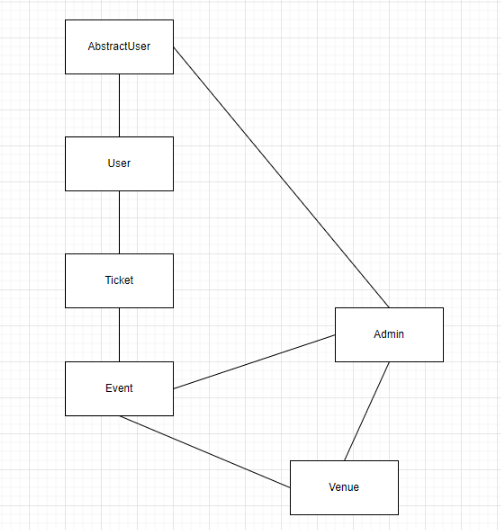 AbstractUser
User
Ticket
Admin
Event
Venue